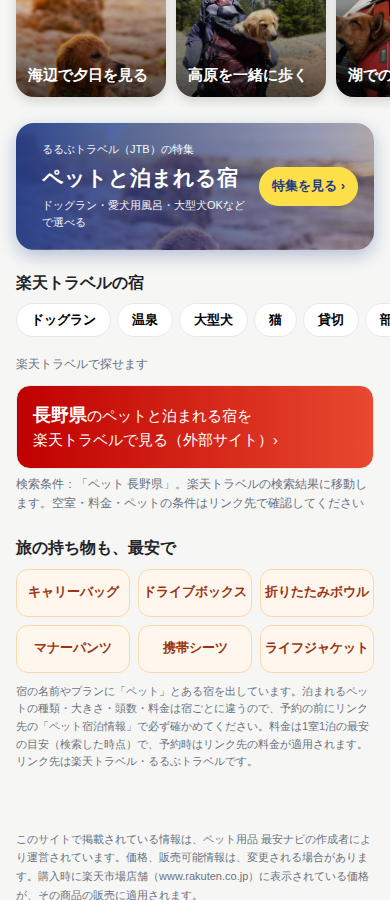 海辺で夕日を見る
高原を一緒に歩く
湖での
るるぶトラベル（JTB）の特集
ペットと泊まれる宿
特集を見る ›
ドッグラン・愛犬用風呂・大型犬OKなど
で選べる
楽天トラベルの宿
ドッグラン
温泉
大型犬
猫
貸切
部
楽天トラベルで探せます
長野県のペットと泊まれる宿を
楽天トラベルで見る（外部サイト）›
検索条件：「ペット 長野県」。楽天トラベルの検索結果に移動し
ます。空室・料金・ペットの条件はリンク先で確認してください
旅の持ち物も、最安で
キャリーバッグ
ドライブボックス
折りたたみボウル
マナーパンツ
携帯シーツ
ライフジャケット
宿の名前やプランに「ペット」とある宿を出しています。泊まれるペッ
トの種類・大きさ・頭数・料金は宿ごとに違うので、予約の前にリンク
先の「ペット宿泊情報」で必ず確かめてください。料金は1室1泊の最安
の目安（検索した時点）で、予約時はリンク先の料金が適用されます。
リンク先は楽天トラベル・るるぶトラベルです。
このサイトで掲載されている情報は、ペット用品 最安ナビの作成者によ
り運営されています。価格、販売可能情報は、変更される場合がありま
す。購入時に楽天市場店舗（www.rakuten.co.jp）に表示されている価格
が、その商品の販売に適用されます。